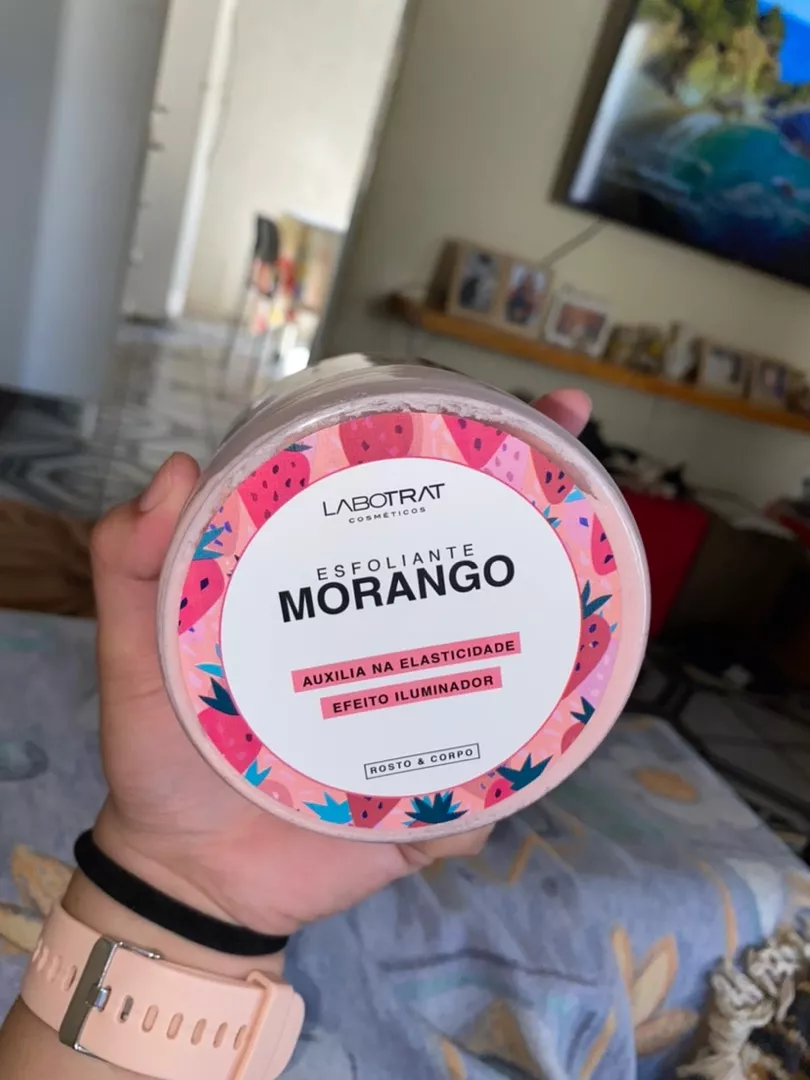 LABOTRAT
COSMÉTICOS
ESFOLIANTE
MORANGO
AUXILIA NA ELASTICIDADE
EFEITO ILUMINADOR
ROSTO & CORPO